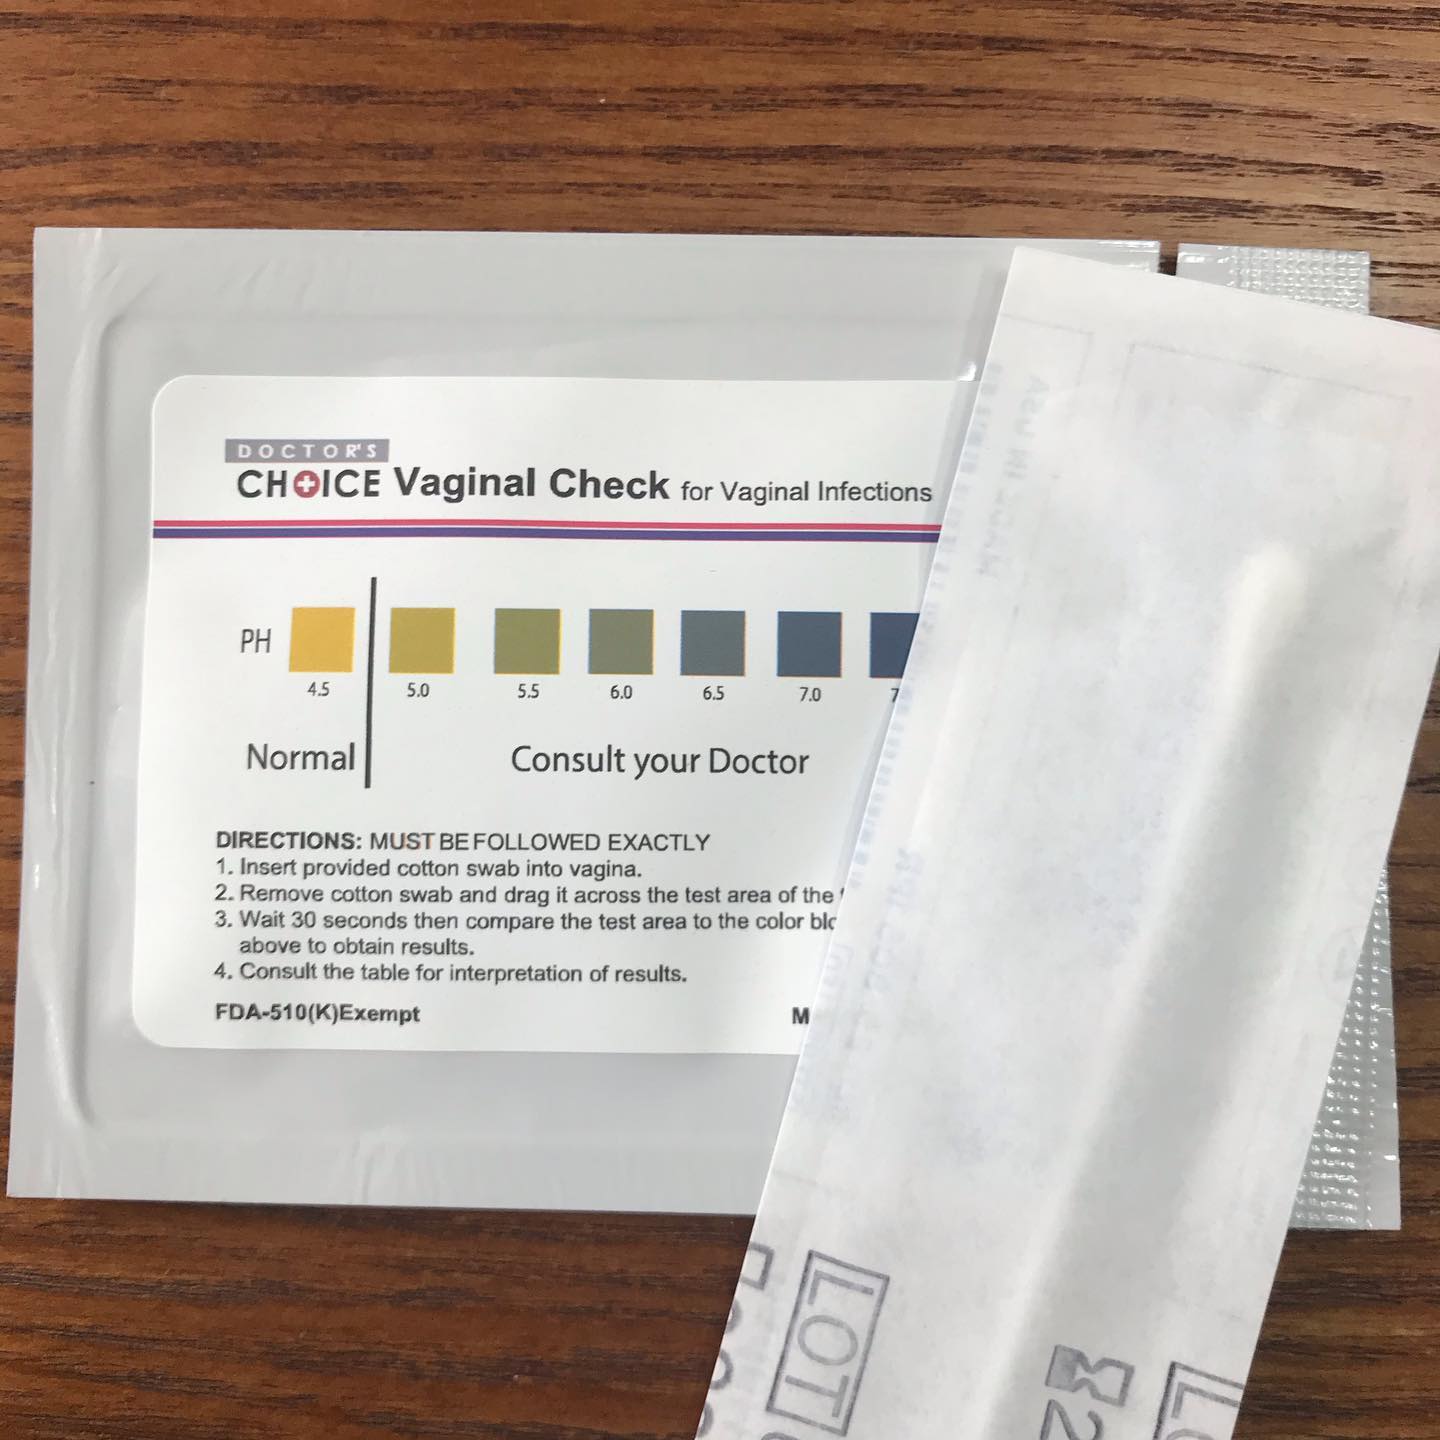 DOCTOR'S
CHOICE Vaginal Check for Vaginal Infections
PH
4.5 5.0 5.5 6.0 6.5 7.0
Normal Consult your Doctor
DIRECTIONS: MUST BE FOLLOWED EXACTLY
1. Insert provided cotton swab into vagina.
2. Remove cotton swab and drag it across the test area of the
3. Wait 30 seconds then compare the test area to the color
above to obtain results.
4. Consult the table for interpretation of results.
FDA-510(K)Exempt
M
LOT
2